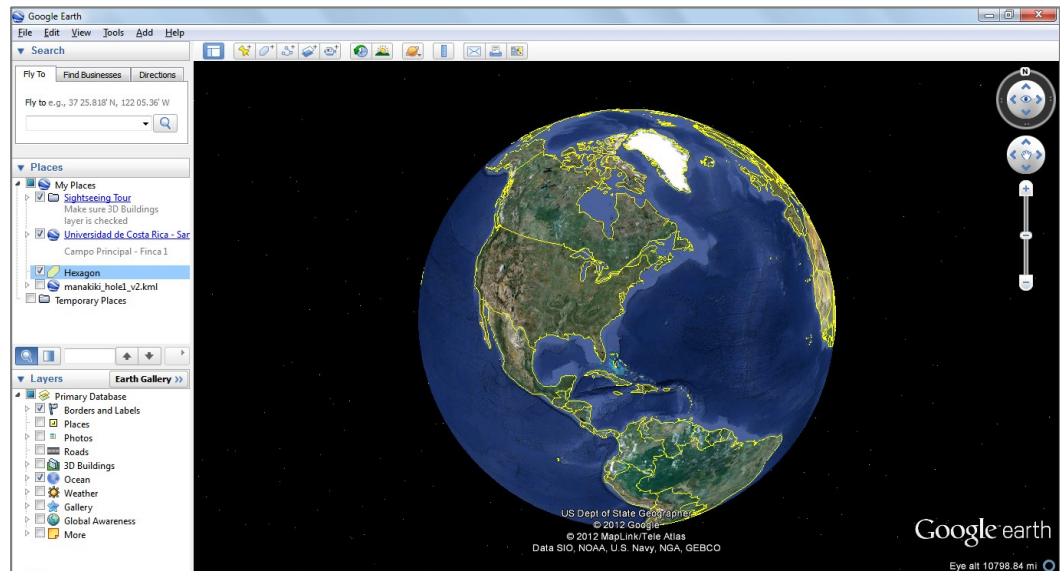 Google Earth
File Edit View Tools Add Help
Search
Fly To Find Businesses Directions
Fly to e.g., 37 25.818' N, 122 05.36' W
Places
My Places
Sightseeing Tour
Make sure 3D Buildings
layer is checked
Universidad de Costa Rica - Sar
Campo Principal - Finca 1
Hexagon
manakiki_hole1_v2.kml
Temporary Places
Layers Earth Gallery >>
Primary Database
Borders and Labels
Places
Photos
Roads
3D Buildings
Ocean
Weather
Gallery
Global Awareness
More
N
US Dept of State Geographer
© 2012 Google
© 2012 MapLink/Tele Atlas
Data SIO, NOAA, U.S. Navy, NGA, GEBCO
Google earth
Eye alt 10798.84 mi